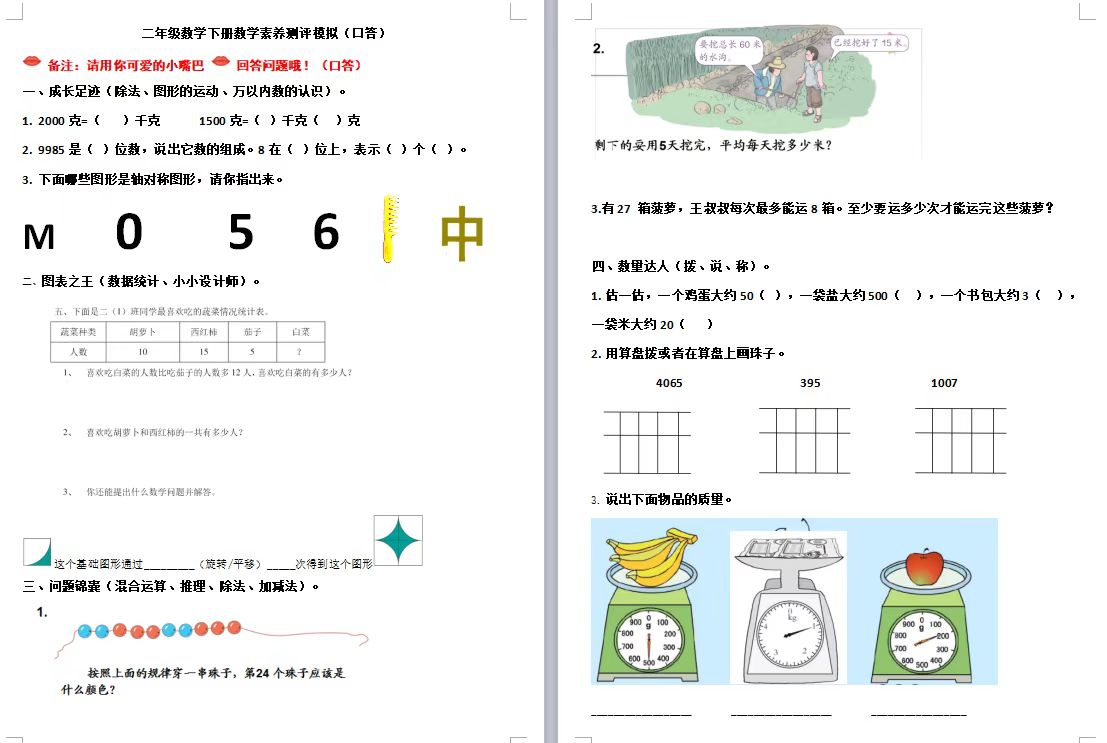 二年级数学下册数学素养测评模拟（口答）
备注：请用你可爱的小嘴巴 回答问题哦！（口答）
一、成长足迹（除法、图形的运动、万以内数的认识）。
1. 2000 克=（ ）千克 1500 克=（ ）千克（ ）克
2. 9985 是（ ）位数，说出它数的组成。8 在（ ）位上，表示（ ）个（ ）。
3. 下面哪些图形是轴对称图形，请你指出来。
M 0 5 6 中
二、图表之王（数据统计、小小设计师）。
五、下面是二（1）班同学最喜欢吃的蔬菜情况统计表。
蔬菜种类 胡萝卜 西红柿 茄子 白菜
人数 10 15 5 ？
1、 喜欢吃白菜的人数比吃茄子的人数多 12 人，喜欢吃白菜的有多少人？
2、 喜欢吃胡萝卜和西红柿的一共有多少人？
3、 你还能提出什么数学问题并解答。
这个基础图形通过_________（旋转/平移）_____次得到这个图形
三、问题锦囊（混合运算、推理、除法、加减法）。
1.
按照上面的规律穿一串珠子，第24 个珠子应该是
什么颜色？
2.
要挖总长 60 米
的水沟。
已经挖好了 15 米。
剩下的要用5天挖完，平均每天挖多少米？
3.有 27 箱菠萝，王叔叔每次最多能运 8 箱。至少要运多少次才能运完这些菠萝？
四、数量达人（拨、说、称）。
1. 估一估，一个鸡蛋大约 50（ ），一袋盐大约 500（ ），一个书包大约 3（ ），
一袋米大约 20（ ）
2. 用算盘拨或者在算盘上画珠子。
4065 395 1007
3. 说出下面物品的质量。
0 100 200 300 400 500 600 700 800 900 g
0 kg 1 2 3 4
0 100 200 300 400 500 600 700 800 900 g